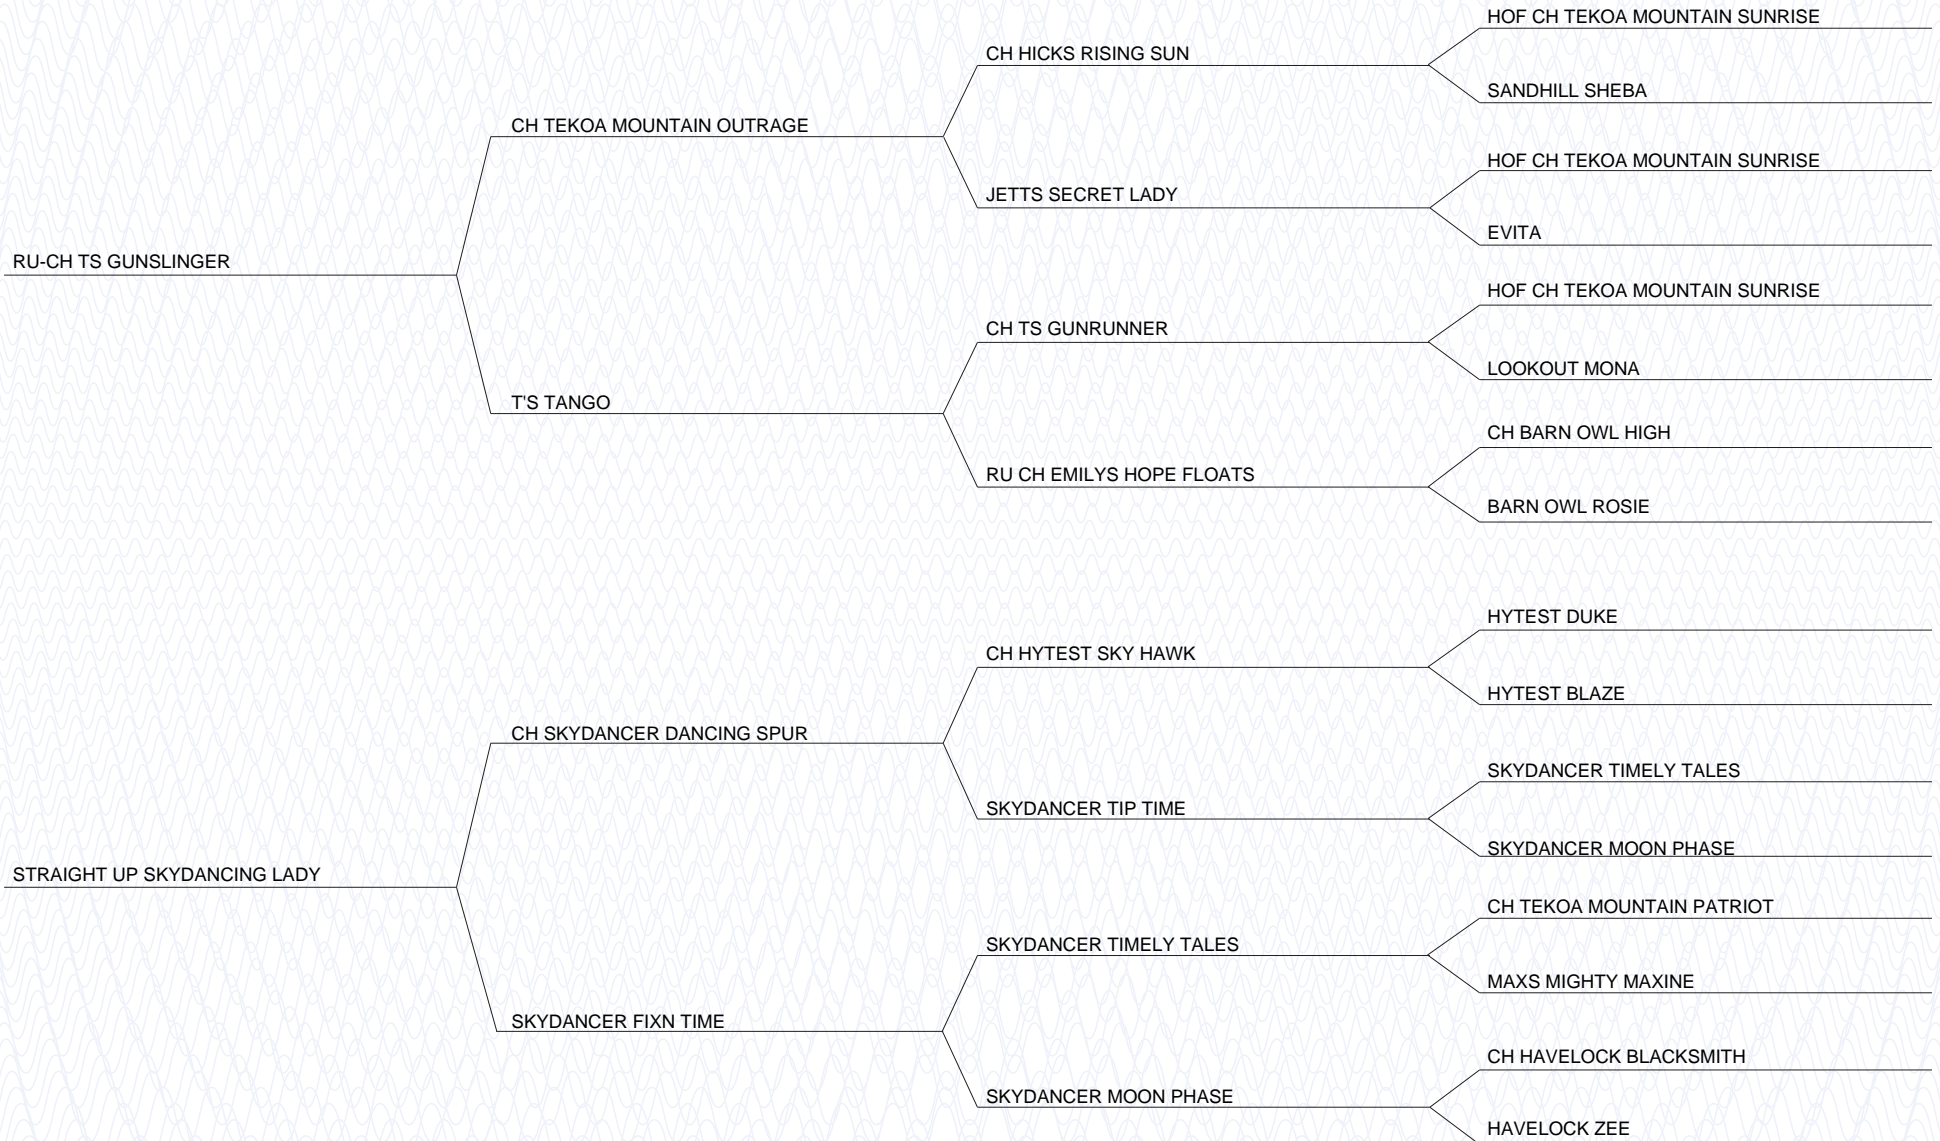 HOF CH TEKOA MOUNTAIN SUNRISE
CH HICKS RISING SUN
SANDHILL SHEBA
CH TEKOA MOUNTAIN OUTRAGE
HOF CH TEKOA MOUNTAIN SUNRISE
JETTS SECRET LADY
EVITA
RU-CH TS GUNSLINGER
HOF CH TEKOA MOUNTAIN SUNRISE
CH TS GUNRUNNER
LOOKOUT MONA
T'S TANGO
CH BARN OWL HIGH
RU CH EMILYS HOPE FLOATS
BARN OWL ROSIE
HYTEST DUKE
CH HYTEST SKY HAWK
HYTEST BLAZE
CH SKYDANCER DANCING SPUR
SKYDANCER TIMELY TALES
SKYDANCER TIP TIME
SKYDANCER MOON PHASE
STRAIGHT UP SKYDANCING LADY
CH TEKOA MOUNTAIN PATRIOT
SKYDANCER TIMELY TALES
MAXS MIGHTY MAXINE
SKYDANCER FIXN TIME
CH HAVELOCK BLACKSMITH
SKYDANCER MOON PHASE
HAVELOCK ZEE